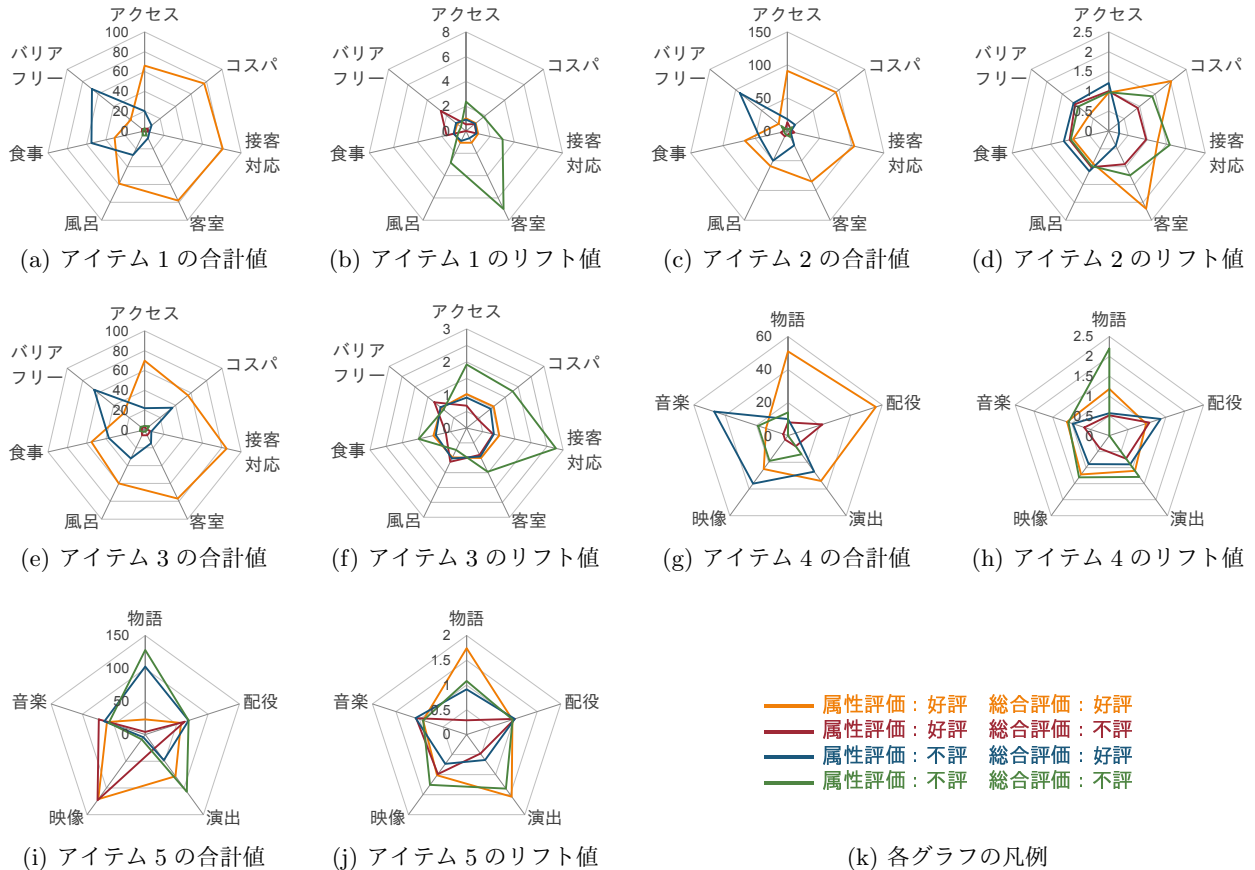 アクセス
100
80
60
40
20
0
コスパ
接客
対応
客室
風呂
食事
バリア
フリー
(a) アイテム 1 の合計値
アクセス
8
6
4
2
0
コスパ
接客
対応
客室
風呂
食事
バリア
フリー
(b) アイテム 1 のリフト値
アクセス
150
100
50
0
コスパ
接客
対応
客室
風呂
食事
バリア
フリー
(c) アイテム 2 の合計値
アクセス
2.5
2
1.5
1
0.5
0
コスパ
接客
対応
客室
風呂
食事
バリア
フリー
(d) アイテム 2 のリフト値
アクセス
100
80
60
40
20
0
コスパ
接客
対応
客室
風呂
食事
バリア
フリー
(e) アイテム 3 の合計値
アクセス
3
2
1
0
コスパ
接客
対応
客室
風呂
食事
バリア
フリー
(f) アイテム 3 のリフト値
物語
60
40
20
0
配役
演出
映像
音楽
(g) アイテム 4 の合計値
物語
2.5
2
1.5
1
0.5
0
配役
演出
映像
音楽
(h) アイテム 4 のリフト値
物語
150
100
50
0
配役
演出
映像
音楽
(i) アイテム 5 の合計値
物語
2
1.5
1
0.5
0
配役
演出
映像
音楽
(j) アイテム 5 のリフト値
属性評価：好評　総合評価：好評
属性評価：好評　総合評価：不評
属性評価：不評　総合評価：好評
属性評価：不評　総合評価：不評
(k) 各グラフの凡例